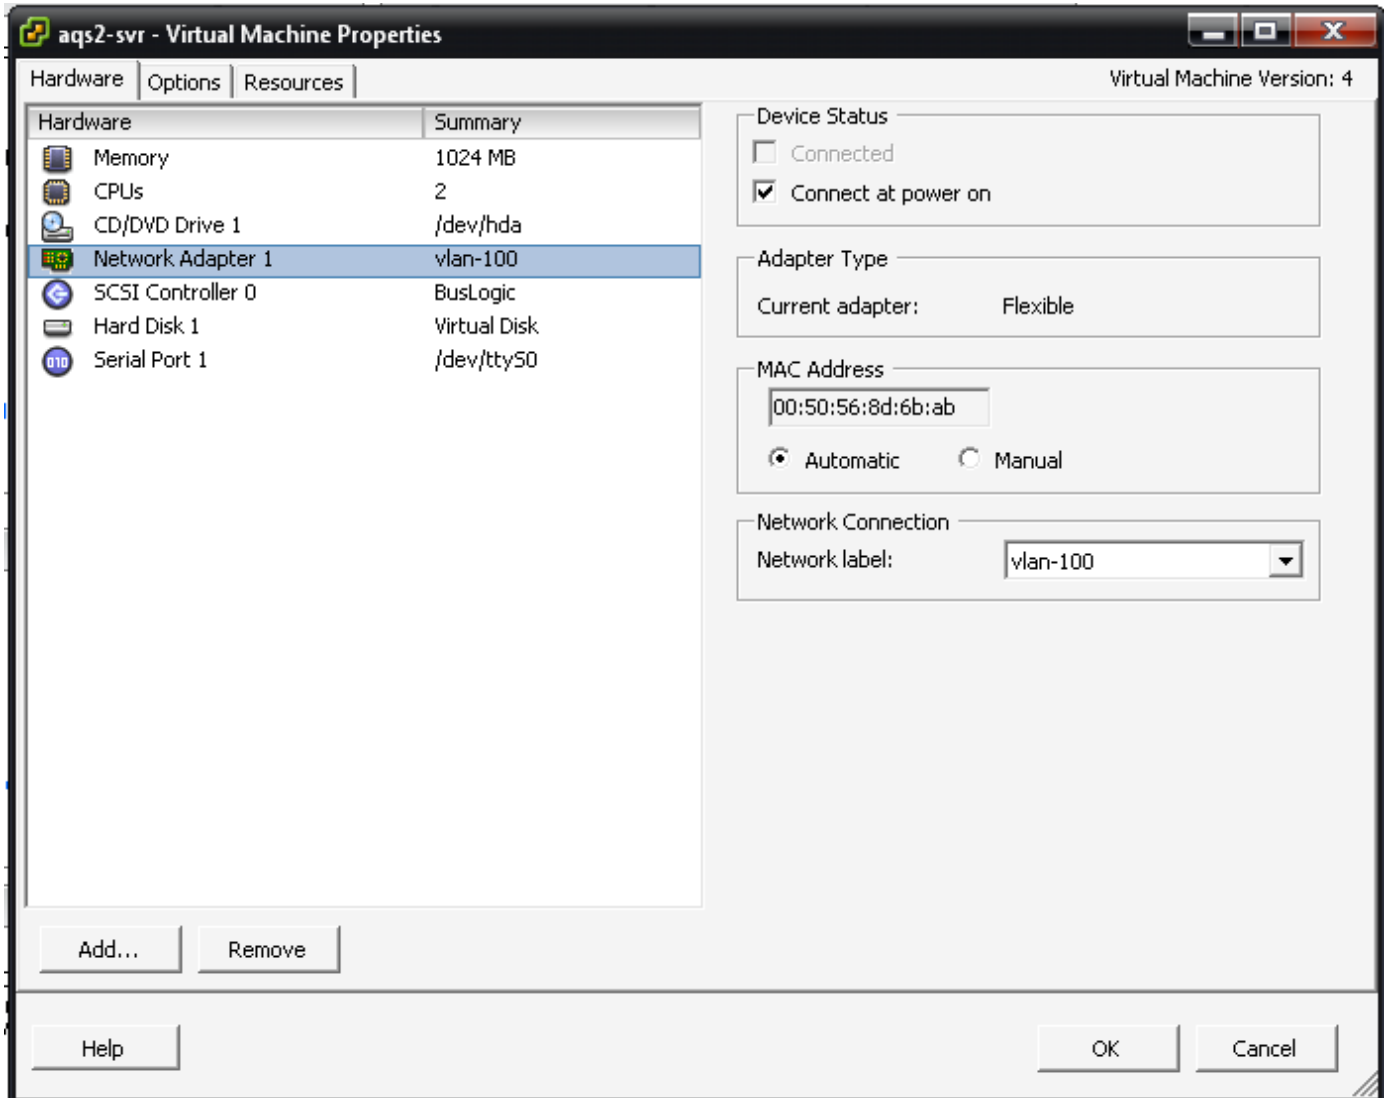 aqs2-svr - Virtual Machine Properties
Hardware Options Resources Virtual Machine Version: 4
Hardware Summary
Memory 1024 MB
CPUs 2
CD/DVD Drive 1 /dev/hda
Network Adapter 1 vlan-100
SCSI Controller 0 BusLogic
Hard Disk 1 Virtual Disk
Serial Port 1 /dev/ttyS0
Device Status
Connected
Connect at power on
Adapter Type
Current adapter: Flexible
MAC Address
00:50:56:8d:6b:ab
Automatic Manual
Network Connection
Network label: vlan-100
Add... Remove
Help OK Cancel